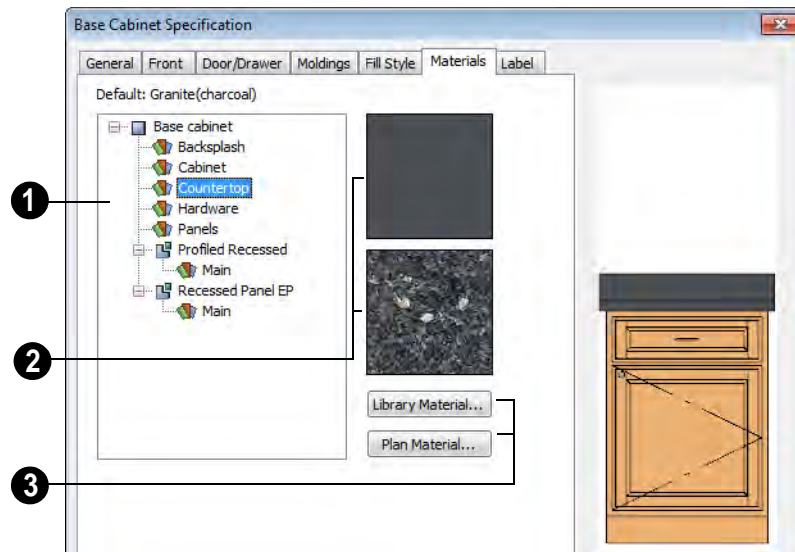 Base Cabinet Specification
General Front Door/Drawer Moldings Fill Style Materials Label
Default: Granite(charcoal)
Base cabinet
Backsplash
Cabinet
1 Countertop
Hardware
Panels
Profiled Recessed
Main
Recessed Panel EP
Main
2
Library Material...
Plan Material...
3